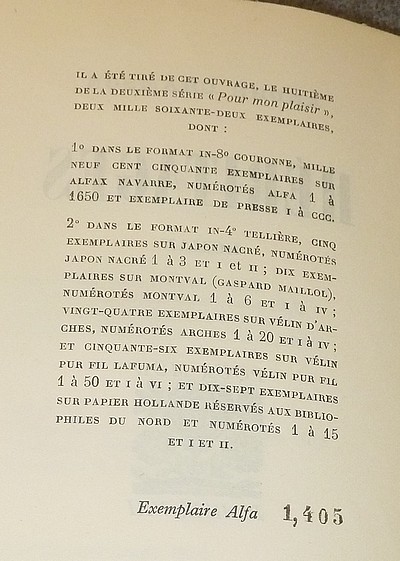 IL A ÉTÉ TIRÉ DE CET OUVRAGE, LE HUITIÈME
DE LA DEUXIÈME SÉRIE « Pour mon plaisir »,
DEUX MILLE SOIXANTE-DEUX EXEMPLAIRES,
DONT :
1º DANS LE FORMAT IN-8º COURONNE, MILLE
NEUF CENT CINQUANTE EXEMPLAIRES SUR
ALFAX NAVARRE, NUMÉROTÉS ALFA 1 à
1650 ET EXEMPLAIRE DE PRESSE I à CCC.
2º DANS LE FORMAT IN-4º TELLIÈRE, CINQ
EXEMPLAIRES SUR JAPON NACRÉ, NUMÉROTÉS
JAPON NACRÉ 1 à 3 ET I et II ; DIX EXEM-
PLAIRES SUR MONTVAL (GASPARD MAILLOL),
NUMÉROTÉS MONTVAL 1 à 6 ET I à IV ;
VINGT-QUATRE EXEMPLAIRES SUR VÉLIN D'AR-
CHES, NUMÉROTÉS ARCHES 1 à 20 ET I à IV ;
ET CINQUANTE-SIX EXEMPLAIRES SUR VÉLIN
PUR FIL LAFUMA, NUMÉROTÉS VÉLIN PUR FIL
1 à 50 ET I à VI ; ET DIX-SEPT EXEMPLAIRES
SUR PAPIER HOLLANDE RÉSERVÉS AUX BIBLIO-
PHILES DU NORD ET NUMÉROTÉS 1 à 15
ET I ET II.
Exemplaire Alfa 1,405